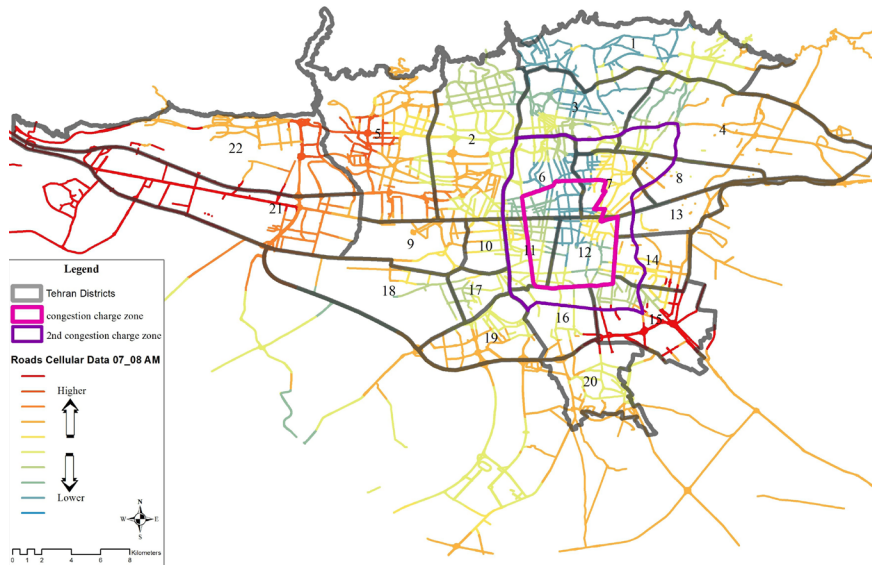 1
3
5
2
4
22
6
7
8
21
13
9
10
11
12
14
18
17
16
15
19
20
Legend
Tehran Districts
congestion charge zone
2nd congestion charge zone
Roads Cellular Data 07_08 AM
Higher
Lower
N
W E
S
Kilometers
0 1 2 4 6 8